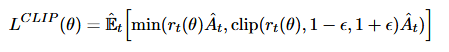 L^{CLIP}(θ) = Ê_t[min(r_t(θ)Â_t, clip(r_t(θ), 1 − ϵ, 1 + ϵ)Â_t)]